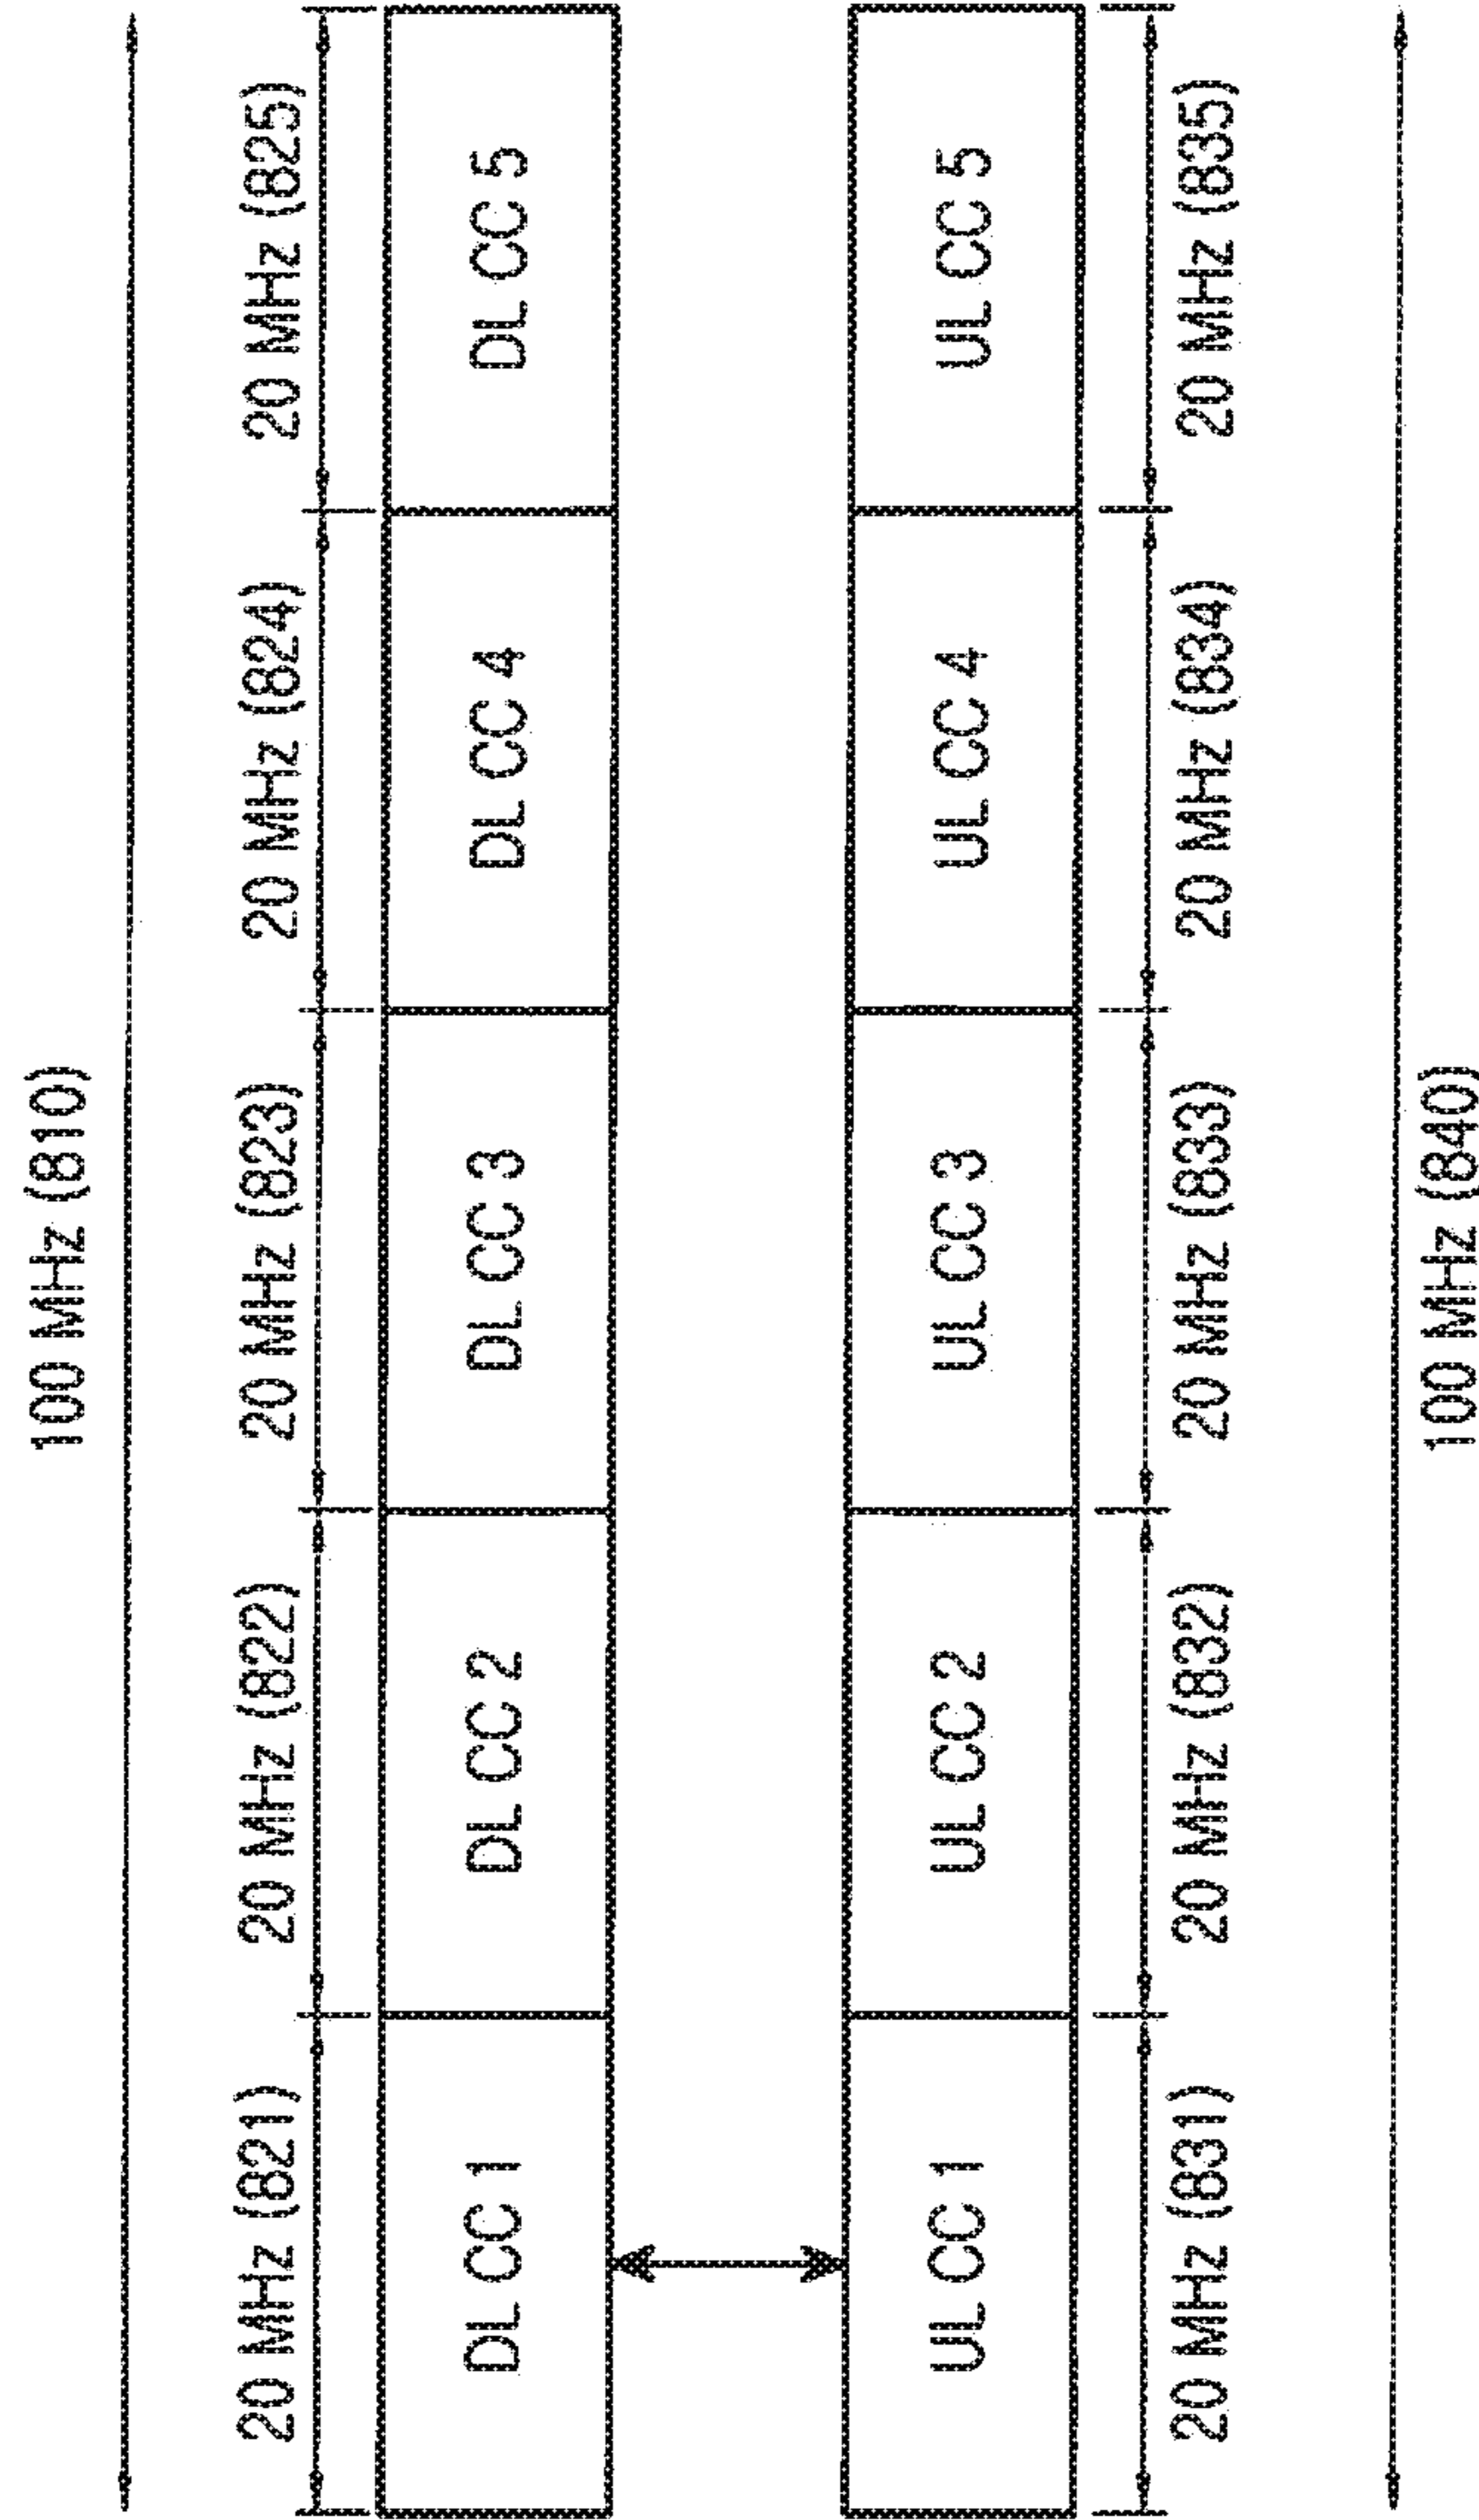 100 MHz (810)
20 MHz (821) 20 MHz (822) 20 MHz (823) 20 MHz (824) 20 MHz (825)
DL CC 1 DL CC 2 DL CC 3 DL CC 4 DL CC 5
UL CC 1 UL CC 2 UL CC 3 UL CC 4 UL CC 5
20 MHz (831) 20 MHz (832) 20 MHz (833) 20 MHz (834) 20 MHz (835)
100 MHz (840)